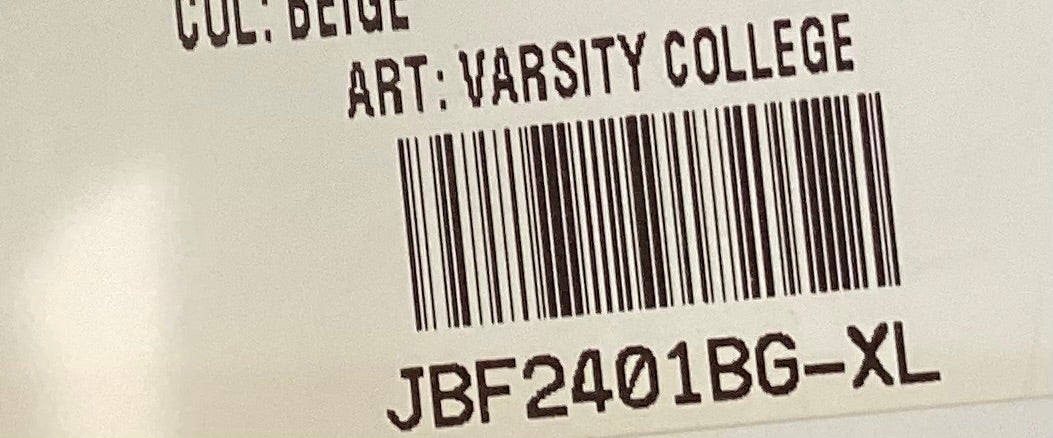 COL: BEIGE
ART: VARSITY COLLEGE
JBF2401BG-XL